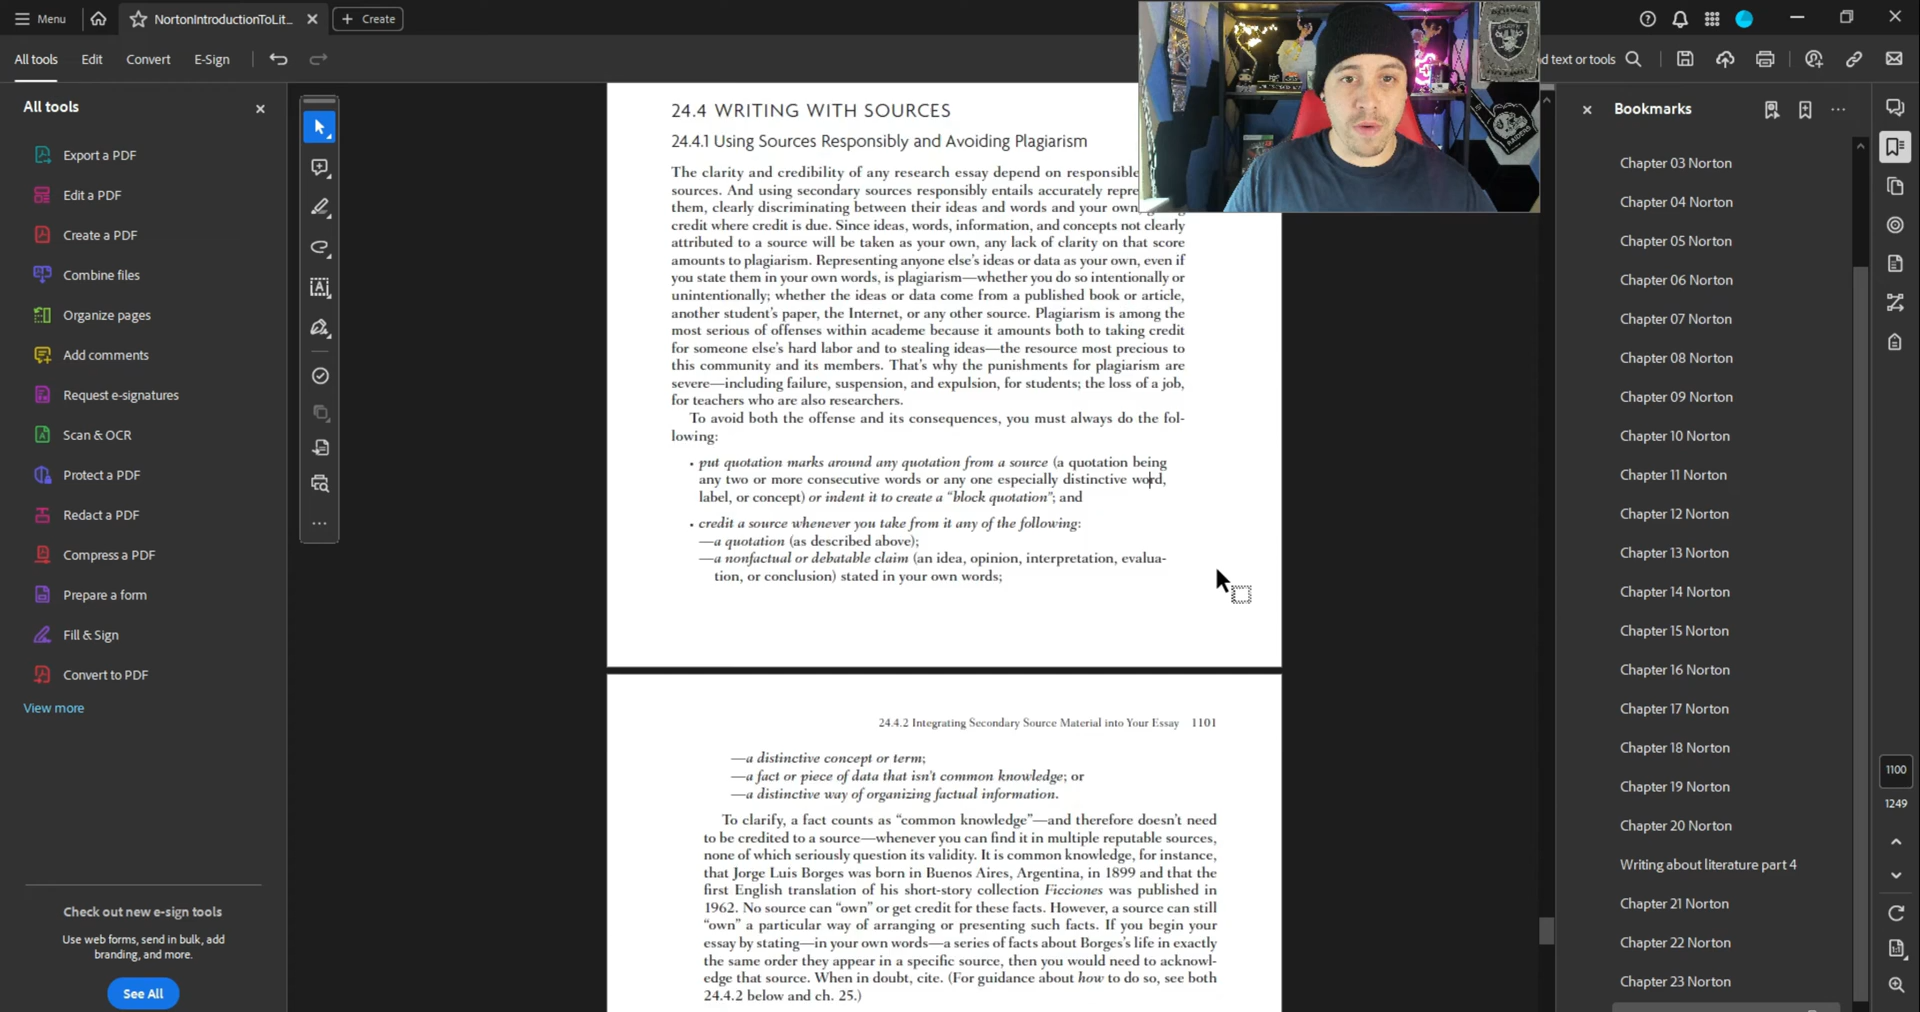 Menu
NortonIntroductionToLit...
Create
All tools
Edit
Convert
E-Sign
d text or tools
All tools
Export a PDF
Edit a PDF
Create a PDF
Combine files
Organize pages
Add comments
Request e-signatures
Scan & OCR
Protect a PDF
Redact a PDF
Compress a PDF
Prepare a form
Fill & Sign
Convert to PDF
View more
Check out new e-sign tools
Use web forms, send in bulk, add
branding, and more.
See All
24.4 WRITING WITH SOURCES
24.4.1 Using Sources Responsibly and Avoiding Plagiarism
The clarity and credibility of any research essay depend on responsible
sources. And using secondary sources responsibly entails accurately repre
them, clearly discriminating between their ideas and words and your own,
credit where credit is due. Since ideas, words, information, and concepts not clearly
attributed to a source will be taken as your own, any lack of clarity on that score
amounts to plagiarism. Representing anyone else's ideas or data as your own, even if
you state them in your own words, is plagiarism—whether you do so intentionally or
unintentionally; whether the ideas or data come from a published book or article,
another student's paper, the Internet, or any other source. Plagiarism is among the
most serious of offenses within academe because it amounts both to taking credit
for someone else's hard labor and to stealing ideas—the resource most precious to
this community and its members. That's why the punishments for plagiarism are
severe—including failure, suspension, and expulsion, for students; the loss of a job,
for teachers who are also researchers.
To avoid both the offense and its consequences, you must always do the fol-
lowing:
• put quotation marks around any quotation from a source (a quotation being
any two or more consecutive words or any one especially distinctive word,
label, or concept) or indent it to create a "block quotation"; and
• credit a source whenever you take from it any of the following:
—a quotation (as described above);
—a nonfactual or debatable claim (an idea, opinion, interpretation, evalua-
tion, or conclusion) stated in your own words;
24.4.2 Integrating Secondary Source Material into Your Essay 1101
—a distinctive concept or term;
—a fact or piece of data that isn't common knowledge; or
—a distinctive way of organizing factual information.
To clarify, a fact counts as "common knowledge"—and therefore doesn't need
to be credited to a source—whenever you can find it in multiple reputable sources,
none of which seriously question its validity. It is common knowledge, for instance,
that Jorge Luis Borges was born in Buenos Aires, Argentina, in 1899 and that the
first English translation of his short-story collection Ficciones was published in
1962. No source can "own" or get credit for these facts. However, a source can still
"own" a particular way of arranging or presenting such facts. If you begin your
essay by stating—in your own words—a series of facts about Borges's life in exactly
the same order they appear in a specific source, then you would need to acknowl-
edge that source. When in doubt, cite. (For guidance about how to do so, see both
24.4.2 below and ch. 25.)
Bookmarks
Chapter 03 Norton
Chapter 04 Norton
Chapter 05 Norton
Chapter 06 Norton
Chapter 07 Norton
Chapter 08 Norton
Chapter 09 Norton
Chapter 10 Norton
Chapter 11 Norton
Chapter 12 Norton
Chapter 13 Norton
Chapter 14 Norton
Chapter 15 Norton
Chapter 16 Norton
Chapter 17 Norton
Chapter 18 Norton
Chapter 19 Norton
Chapter 20 Norton
Writing about literature part 4
Chapter 21 Norton
Chapter 22 Norton
Chapter 23 Norton
1100
1249